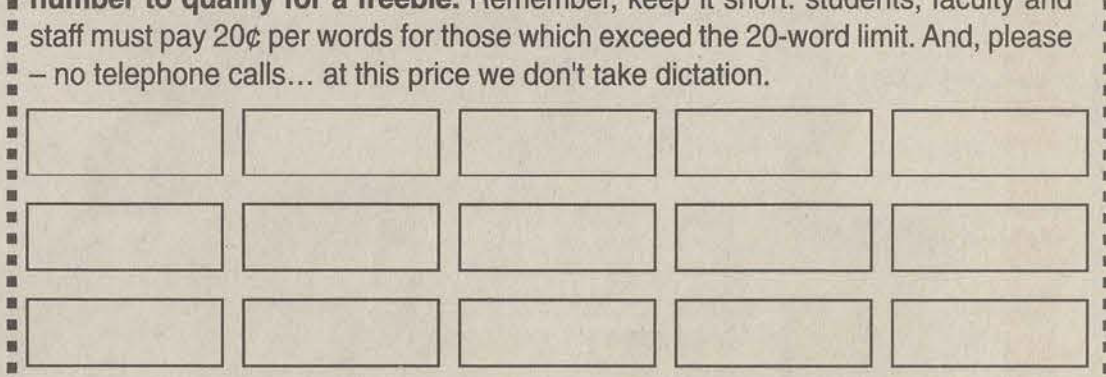 number to qualify for a freebie. Remember, keep it short: students, faculty and
staff must pay 20¢ per words for those which exceed the 20-word limit. And, please
– no telephone calls... at this price we don't take dictation.